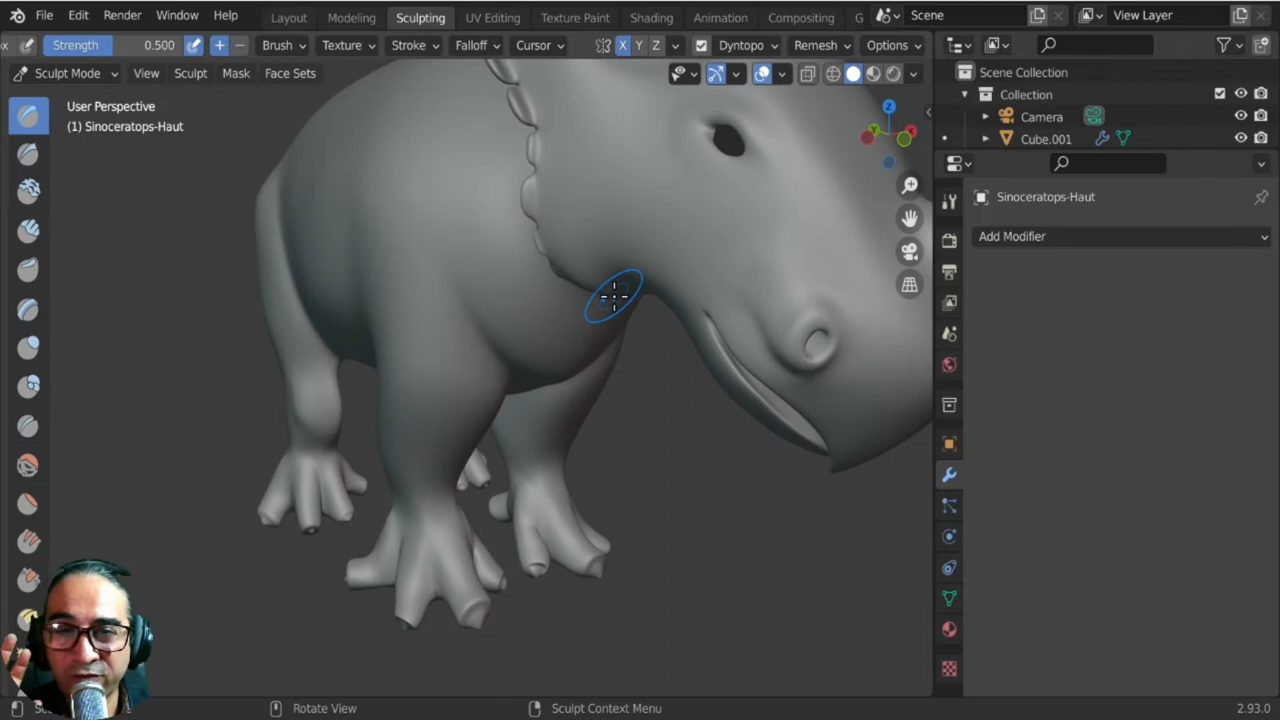 File Edit Render Window Help Layout Modeling Sculpting UV Editing Texture Paint Shading Animation Compositing G Scene View Layer
Strength 0.500 Brush Texture Stroke Falloff Cursor X Y Z Dyntopo Remesh Options
Sculpt Mode View Sculpt Mask Face Sets
Scene Collection
Collection
Camera
Cube.001
User Perspective
(1) Sinoceratops-Haut
Z
Y
X
Sinoceratops-Haut
Add Modifier
Rotate View
Sculpt Context Menu
2.93.0